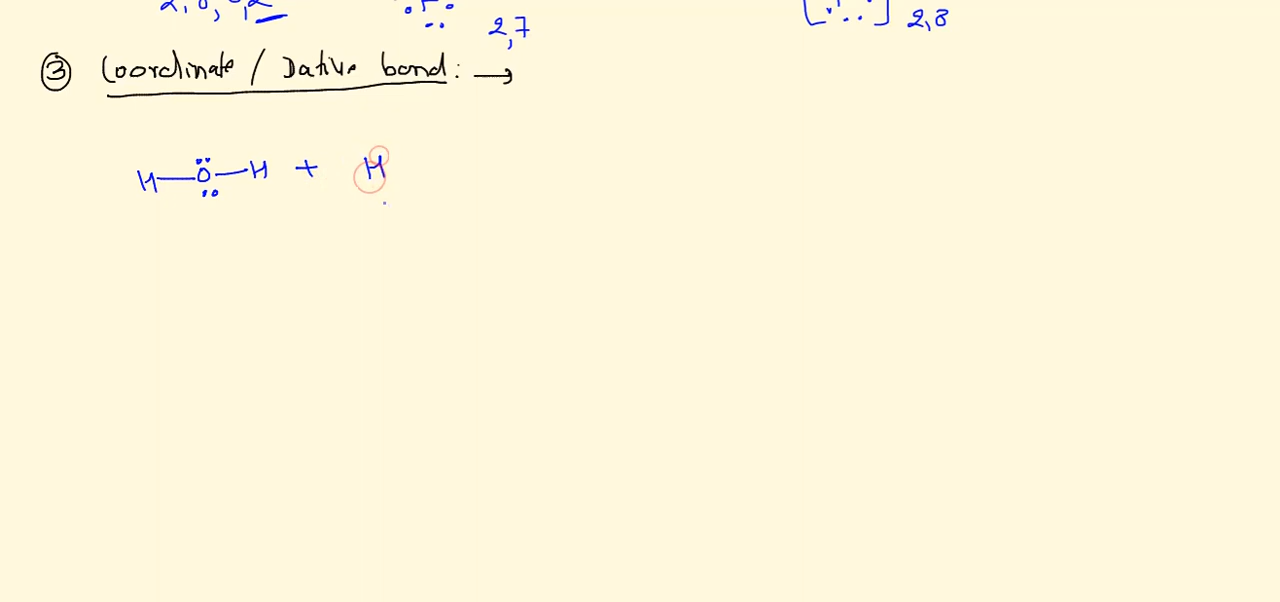 2,7
2,8
③ Coordinate / Dative bond: →
H—Ö—H + H